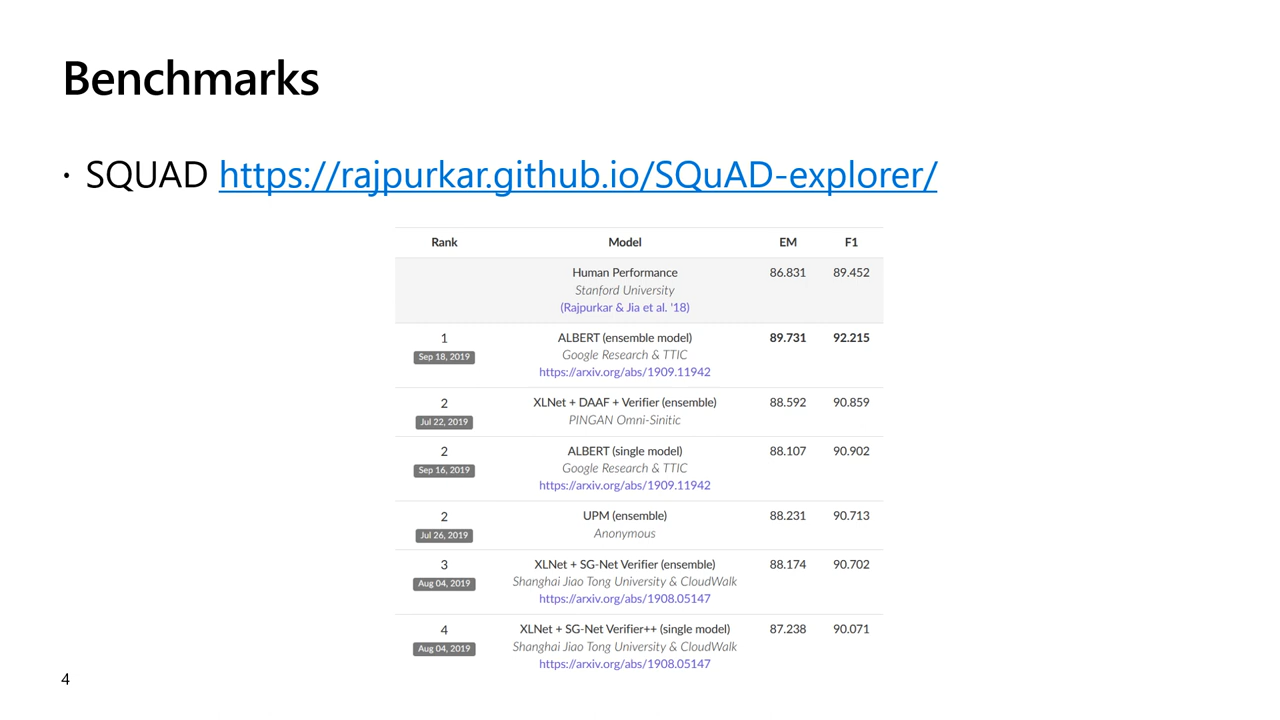 Benchmarks
· SQUAD https://rajpurkar.github.io/SQuAD-explorer/
Rank Model EM F1
Human Performance 86.831 89.452
Stanford University
(Rajpurkar & Jia et al. '18)
1 ALBERT (ensemble model) 89.731 92.215
Sep 18, 2019 Google Research & TTIC
https://arxiv.org/abs/1909.11942
2 XLNet + DAAF + Verifier (ensemble) 88.592 90.859
Jul 22, 2019 PINGAN Omni-Sinitic
2 ALBERT (single model) 88.107 90.902
Sep 16, 2019 Google Research & TTIC
https://arxiv.org/abs/1909.11942
2 UPM (ensemble) 88.231 90.713
Jul 26, 2019 Anonymous
3 XLNet + SG-Net Verifier (ensemble) 88.174 90.702
Aug 04, 2019 Shanghai Jiao Tong University & CloudWalk
https://arxiv.org/abs/1908.05147
4 XLNet + SG-Net Verifier++ (single model) 87.238 90.071
Aug 04, 2019 Shanghai Jiao Tong University & CloudWalk
https://arxiv.org/abs/1908.05147
4